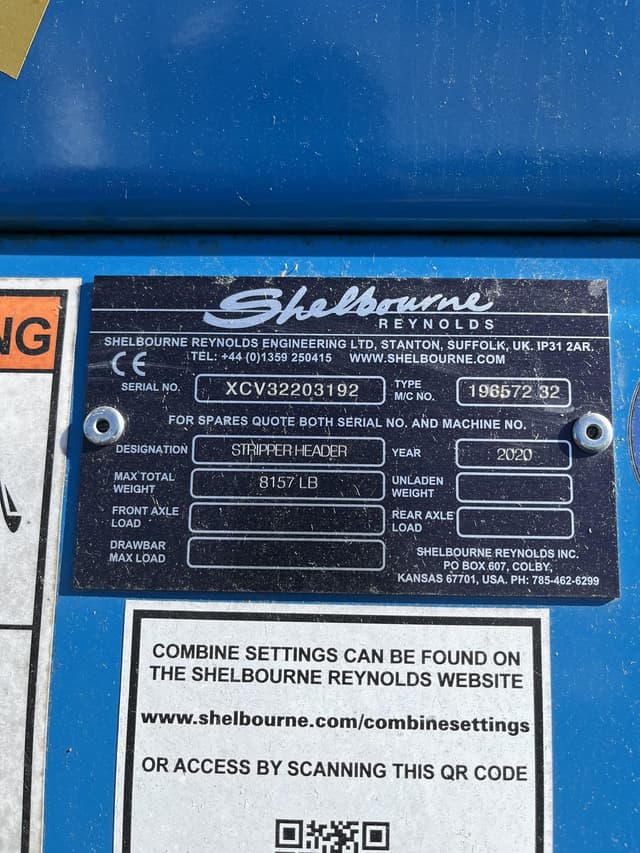 NG
Shelbourne
REYNOLDS
SHELBOURNE REYNOLDS ENGINEERING LTD, STANTON, SUFFOLK, UK. IP31 2AR.
TEL: +44 (0)1359 250415 WWW.SHELBOURNE.COM
CE
SERIAL NO. XCV32203192 TYPE M/C NO. 196572 32
FOR SPARES QUOTE BOTH SERIAL NO. AND MACHINE NO.
DESIGNATION STRIPPER HEADER YEAR 2020
MAX TOTAL WEIGHT 8157 LB UNLADEN WEIGHT
FRONT AXLE LOAD REAR AXLE LOAD
DRAWBAR MAX LOAD
SHELBOURNE REYNOLDS INC.
PO BOX 607, COLBY,
KANSAS 67701, USA. PH: 785-462-6299
COMBINE SETTINGS CAN BE FOUND ON
THE SHELBOURNE REYNOLDS WEBSITE
www.shelbourne.com/combinesettings
OR ACCESS BY SCANNING THIS QR CODE